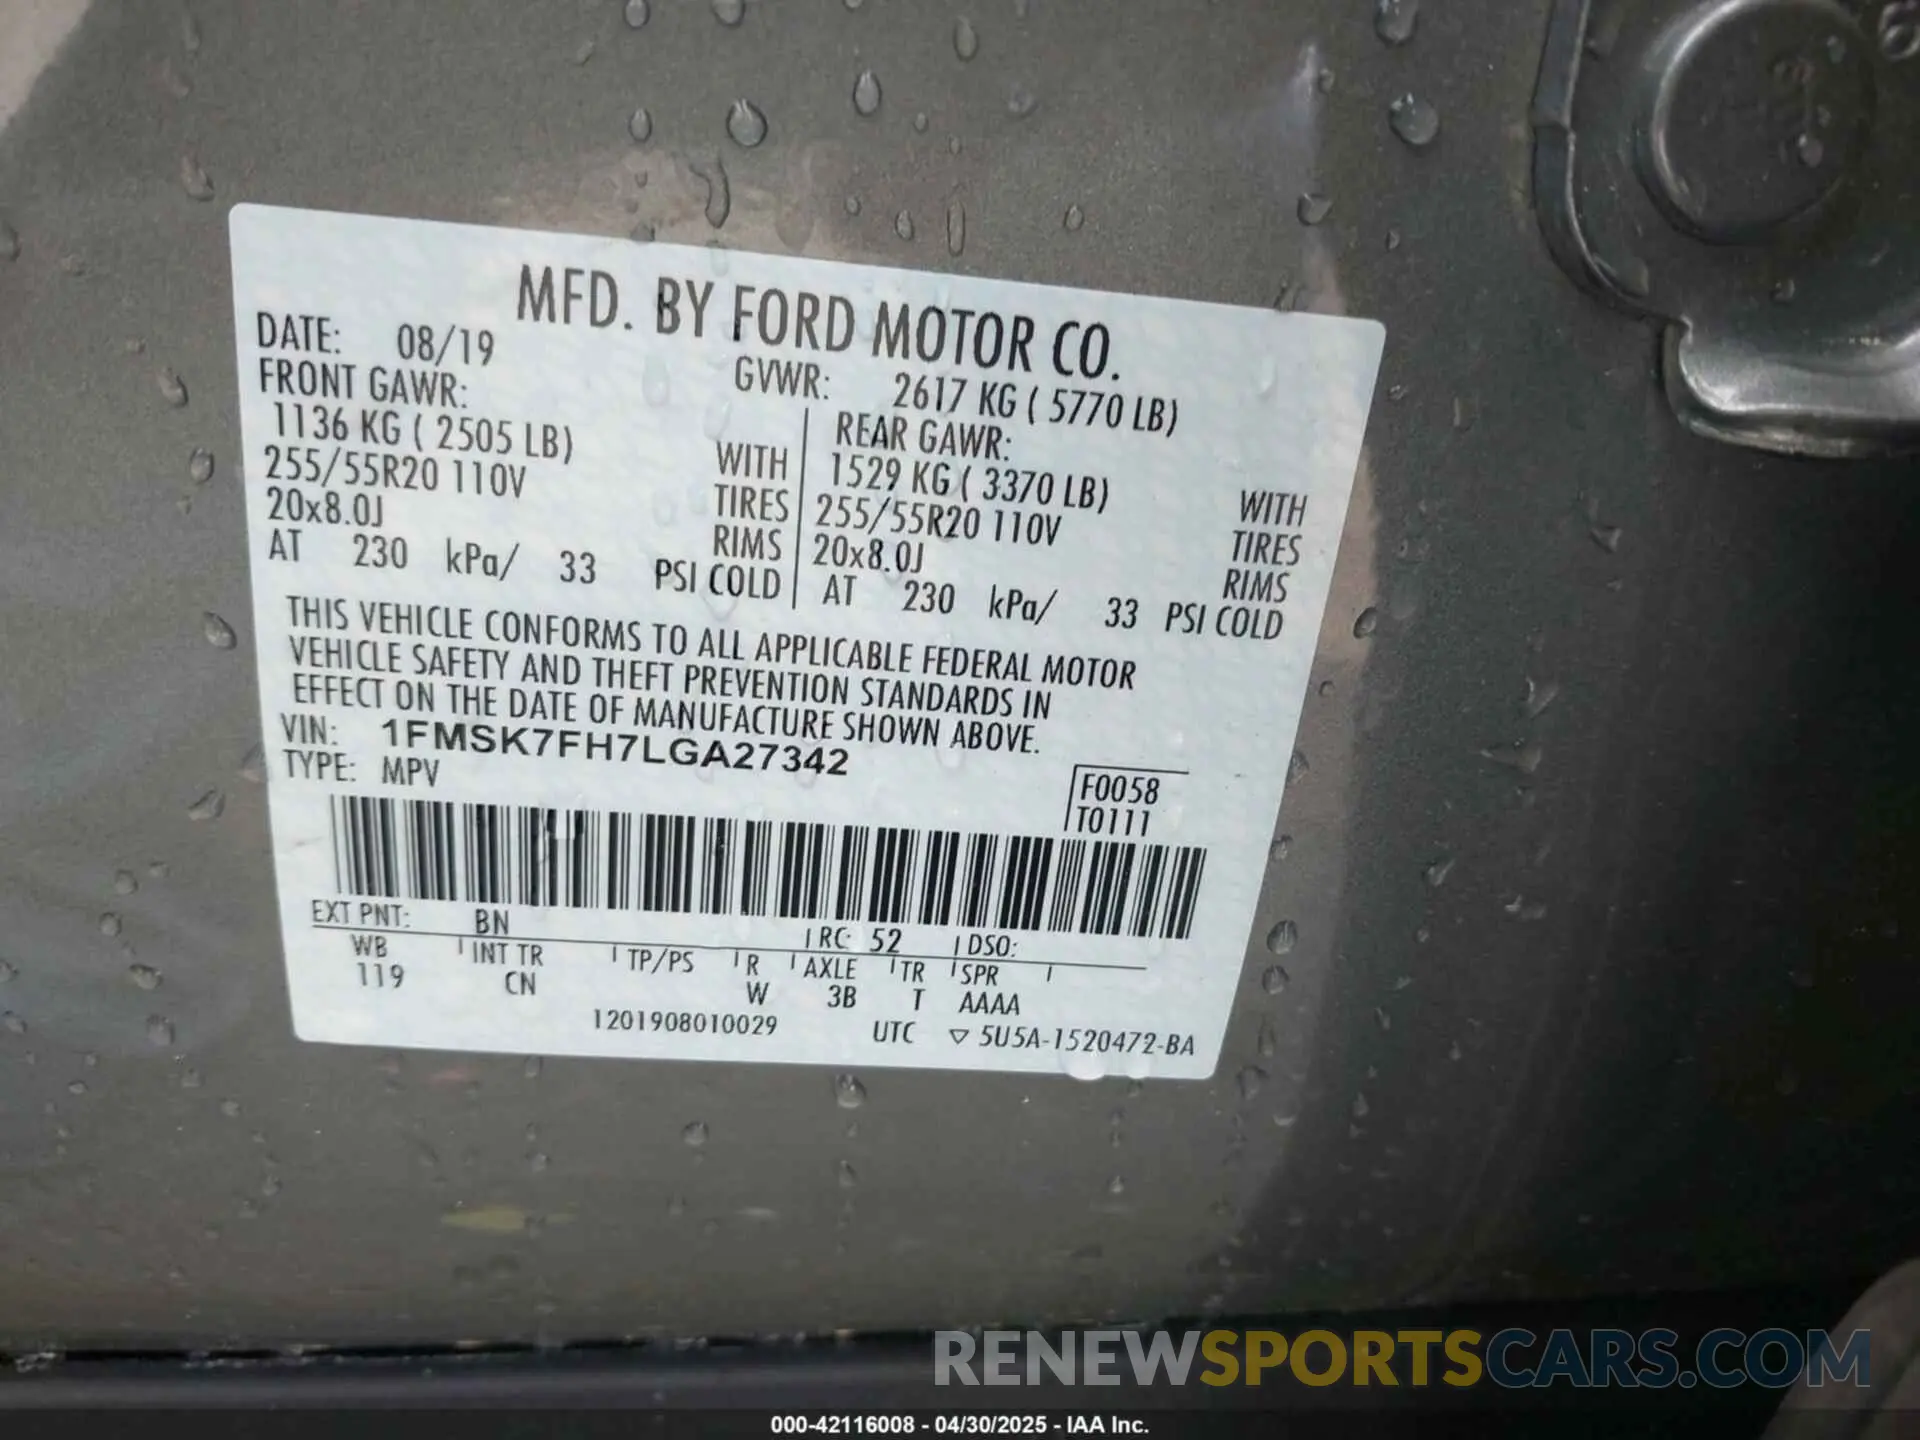 MFD. BY FORD MOTOR CO.
DATE: 08/19 GVWR: 2617 KG ( 5770 LB)
FRONT GAWR: REAR GAWR:
1136 KG ( 2505 LB) WITH 1529 KG ( 3370 LB) WITH
255/55R20 110V TIRES 255/55R20 110V TIRES
20x8.0J RIMS 20x8.0J RIMS
AT 230 kPa/ 33 PSI COLD AT 230 kPa/ 33 PSI COLD
THIS VEHICLE CONFORMS TO ALL APPLICABLE FEDERAL MOTOR
VEHICLE SAFETY AND THEFT PREVENTION STANDARDS IN
EFFECT ON THE DATE OF MANUFACTURE SHOWN ABOVE.
VIN: 1FMSK7FH7LGA27342
TYPE: MPV F0058
T0111
EXT PNT: BN RC: 52 DSO:
WB INT TR TP/PS R AXLE TR SPR
119 CN W 3B T AAAA
1201908010029 UTC ▽ 5U5A-1520472-BA
RENEWSPORTSCARS.COM
000-42116008 - 04/30/2025 - IAA Inc.